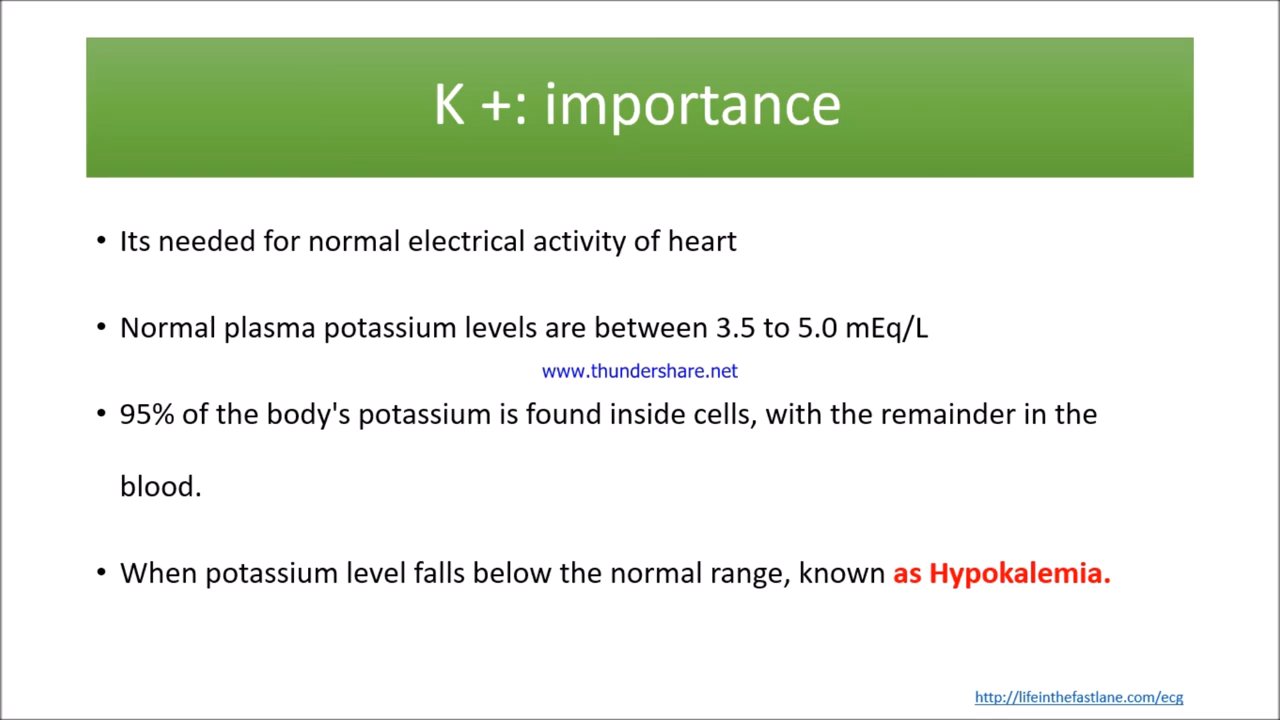 K +: importance
• Its needed for normal electrical activity of heart
• Normal plasma potassium levels are between 3.5 to 5.0 mEq/L
www.thundershare.net
• 95% of the body's potassium is found inside cells, with the remainder in the
blood.
• When potassium level falls below the normal range, known as Hypokalemia.
http://lifeinthefastlane.com/ecg